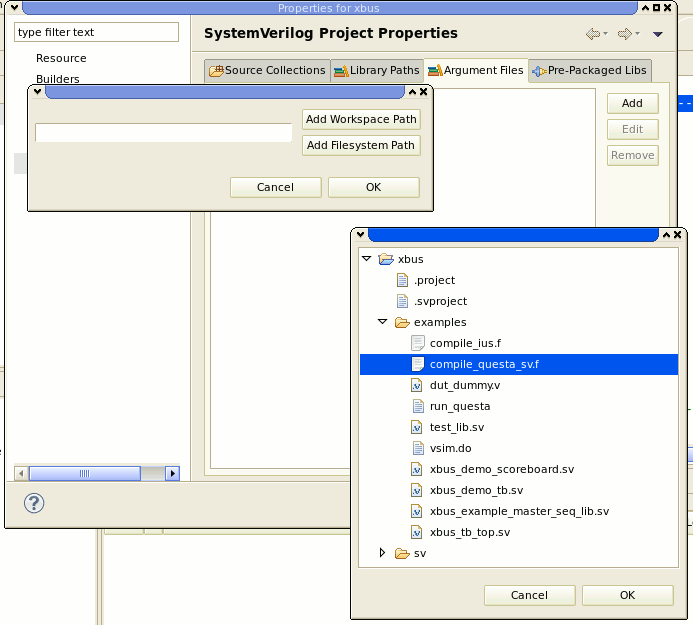 Properties for xbus
type filter text
SystemVerilog Project Properties
Resource
Builders
Source Collections
Library Paths
Argument Files
Pre-Packaged Libs
Add
Edit
Remove
Add Workspace Path
Add Filesystem Path
Cancel
OK
xbus
.project
.svproject
examples
compile_ius.f
compile_questa_sv.f
dut_dummy.v
run_questa
test_lib.sv
vsim.do
xbus_demo_scoreboard.sv
xbus_demo_tb.sv
xbus_example_master_seq_lib.sv
xbus_tb_top.sv
sv
Cancel
OK